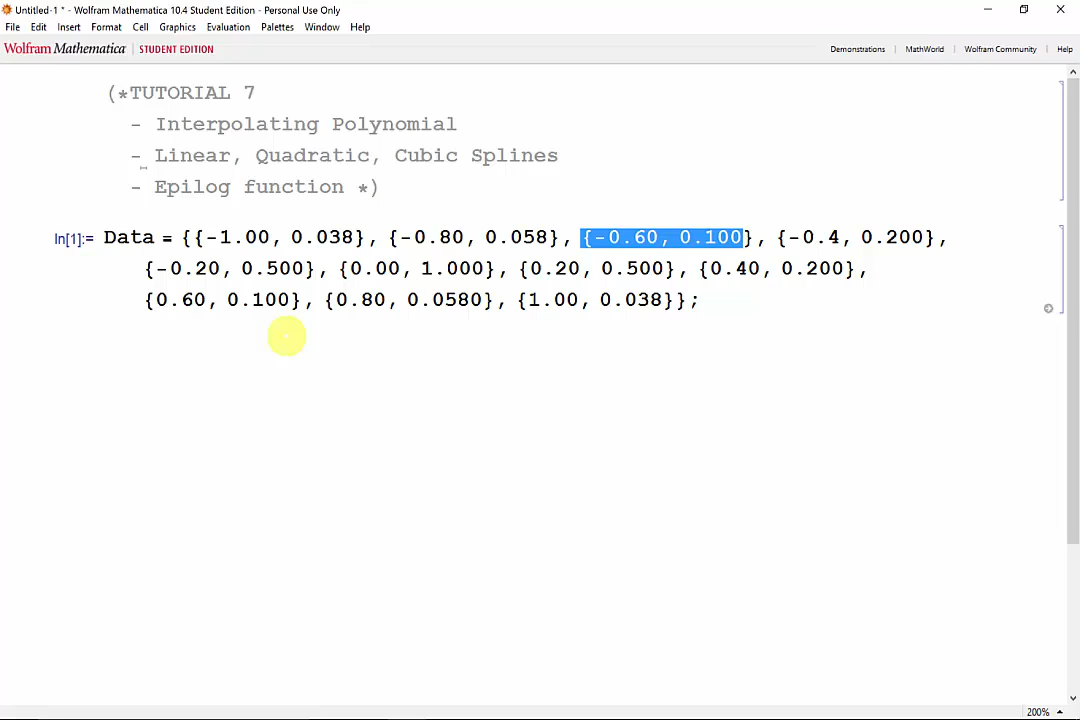 Untitled-1 * - Wolfram Mathematica 10.4 Student Edition - Personal Use Only
File Edit Insert Format Cell Graphics Evaluation Palettes Window Help
Wolfram Mathematica | STUDENT EDITION Demonstrations MathWorld Wolfram Community Help
(*TUTORIAL 7
- Interpolating Polynomial
- Linear, Quadratic, Cubic Splines
- Epilog function *)
In[1]:= Data = {{-1.00, 0.038}, {-0.80, 0.058}, {-0.60, 0.100}, {-0.4, 0.200},
{-0.20, 0.500}, {0.00, 1.000}, {0.20, 0.500}, {0.40, 0.200},
{0.60, 0.100}, {0.80, 0.0580}, {1.00, 0.038}};
200%